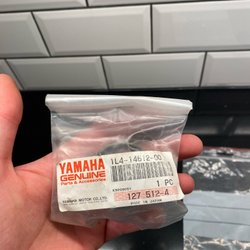 YAMAHA
GENUINE
Parts & Accessories
YAMAHA MOTOR CO., LTD.
1L4-14612-00
1 PC
127 512-4
MADE IN JAPAN